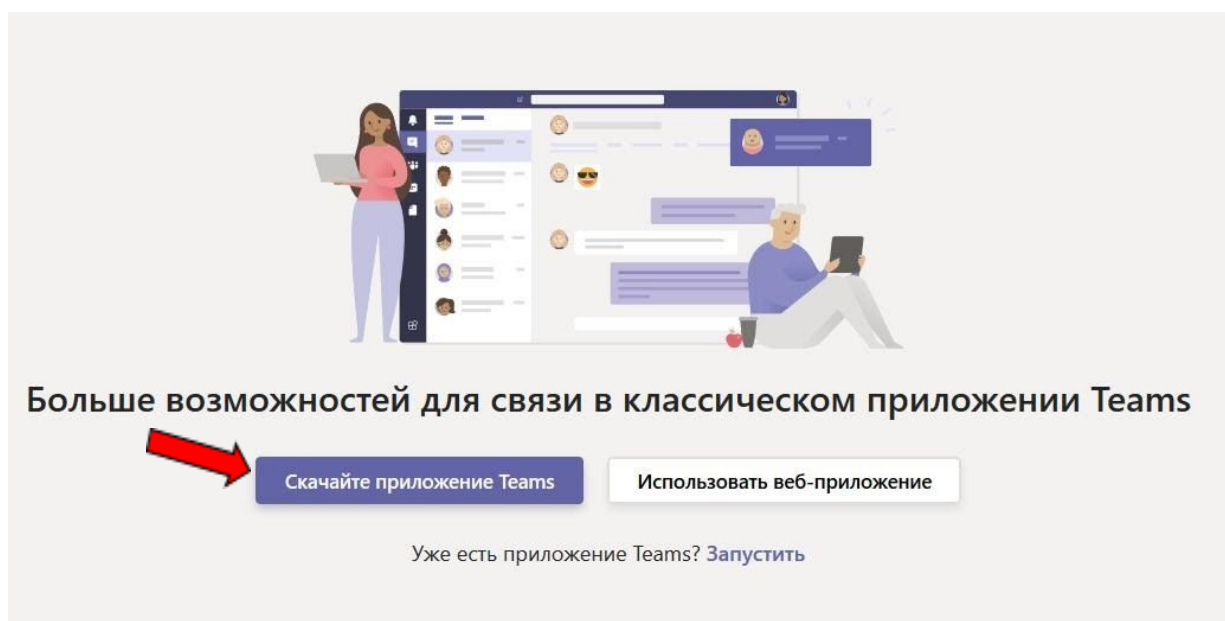 Больше возможностей для связи в классическом приложении Teams
Скачайте приложение Teams
Использовать веб-приложение
Уже есть приложение Teams? Запустить